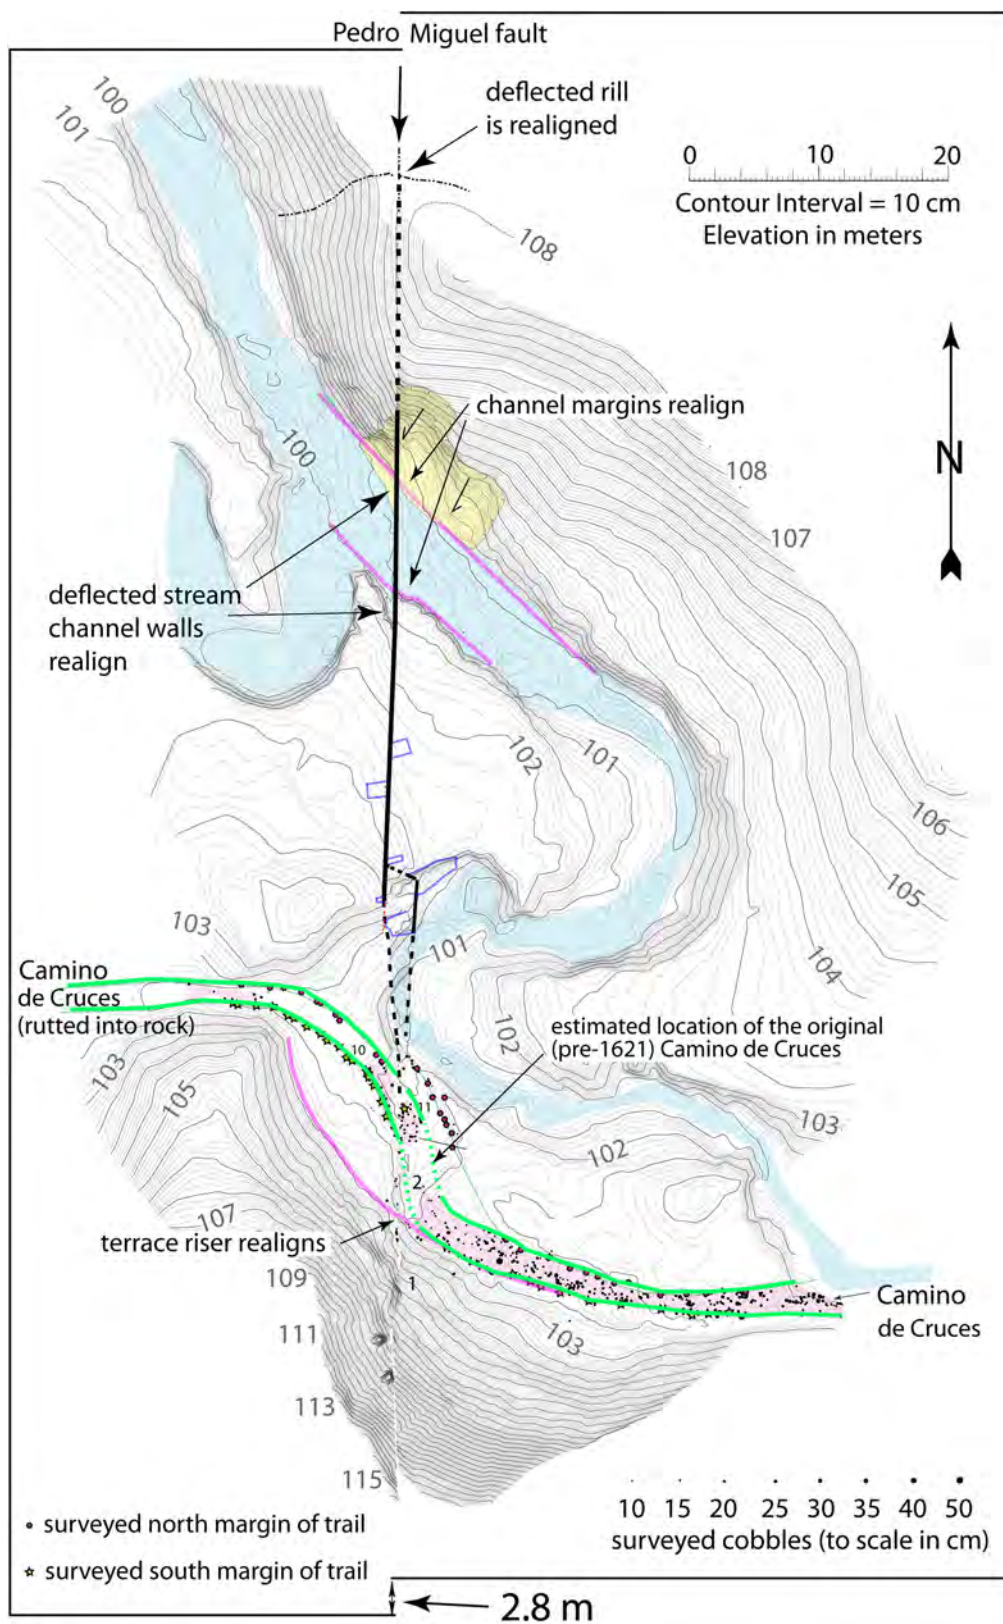 Pedro Miguel fault
deflected rill
is realigned
0 10 20
Contour Interval = 10 cm
Elevation in meters
100
101
108
N
channel margins realign
100
108
107
deflected stream
channel walls
realign
102
101
106
105
104
103
101
Camino
de Cruces
(rutted into rock)
102
estimated location of the original
(pre-1621) Camino de Cruces
10
103
105
11
103
102
2
107
terrace riser realigns
109
1
Camino
de Cruces
111
103
113
115
10 15 20 25 30 35 40 50
surveyed cobbles (to scale in cm)
surveyed north margin of trail
surveyed south margin of trail
2.8 m